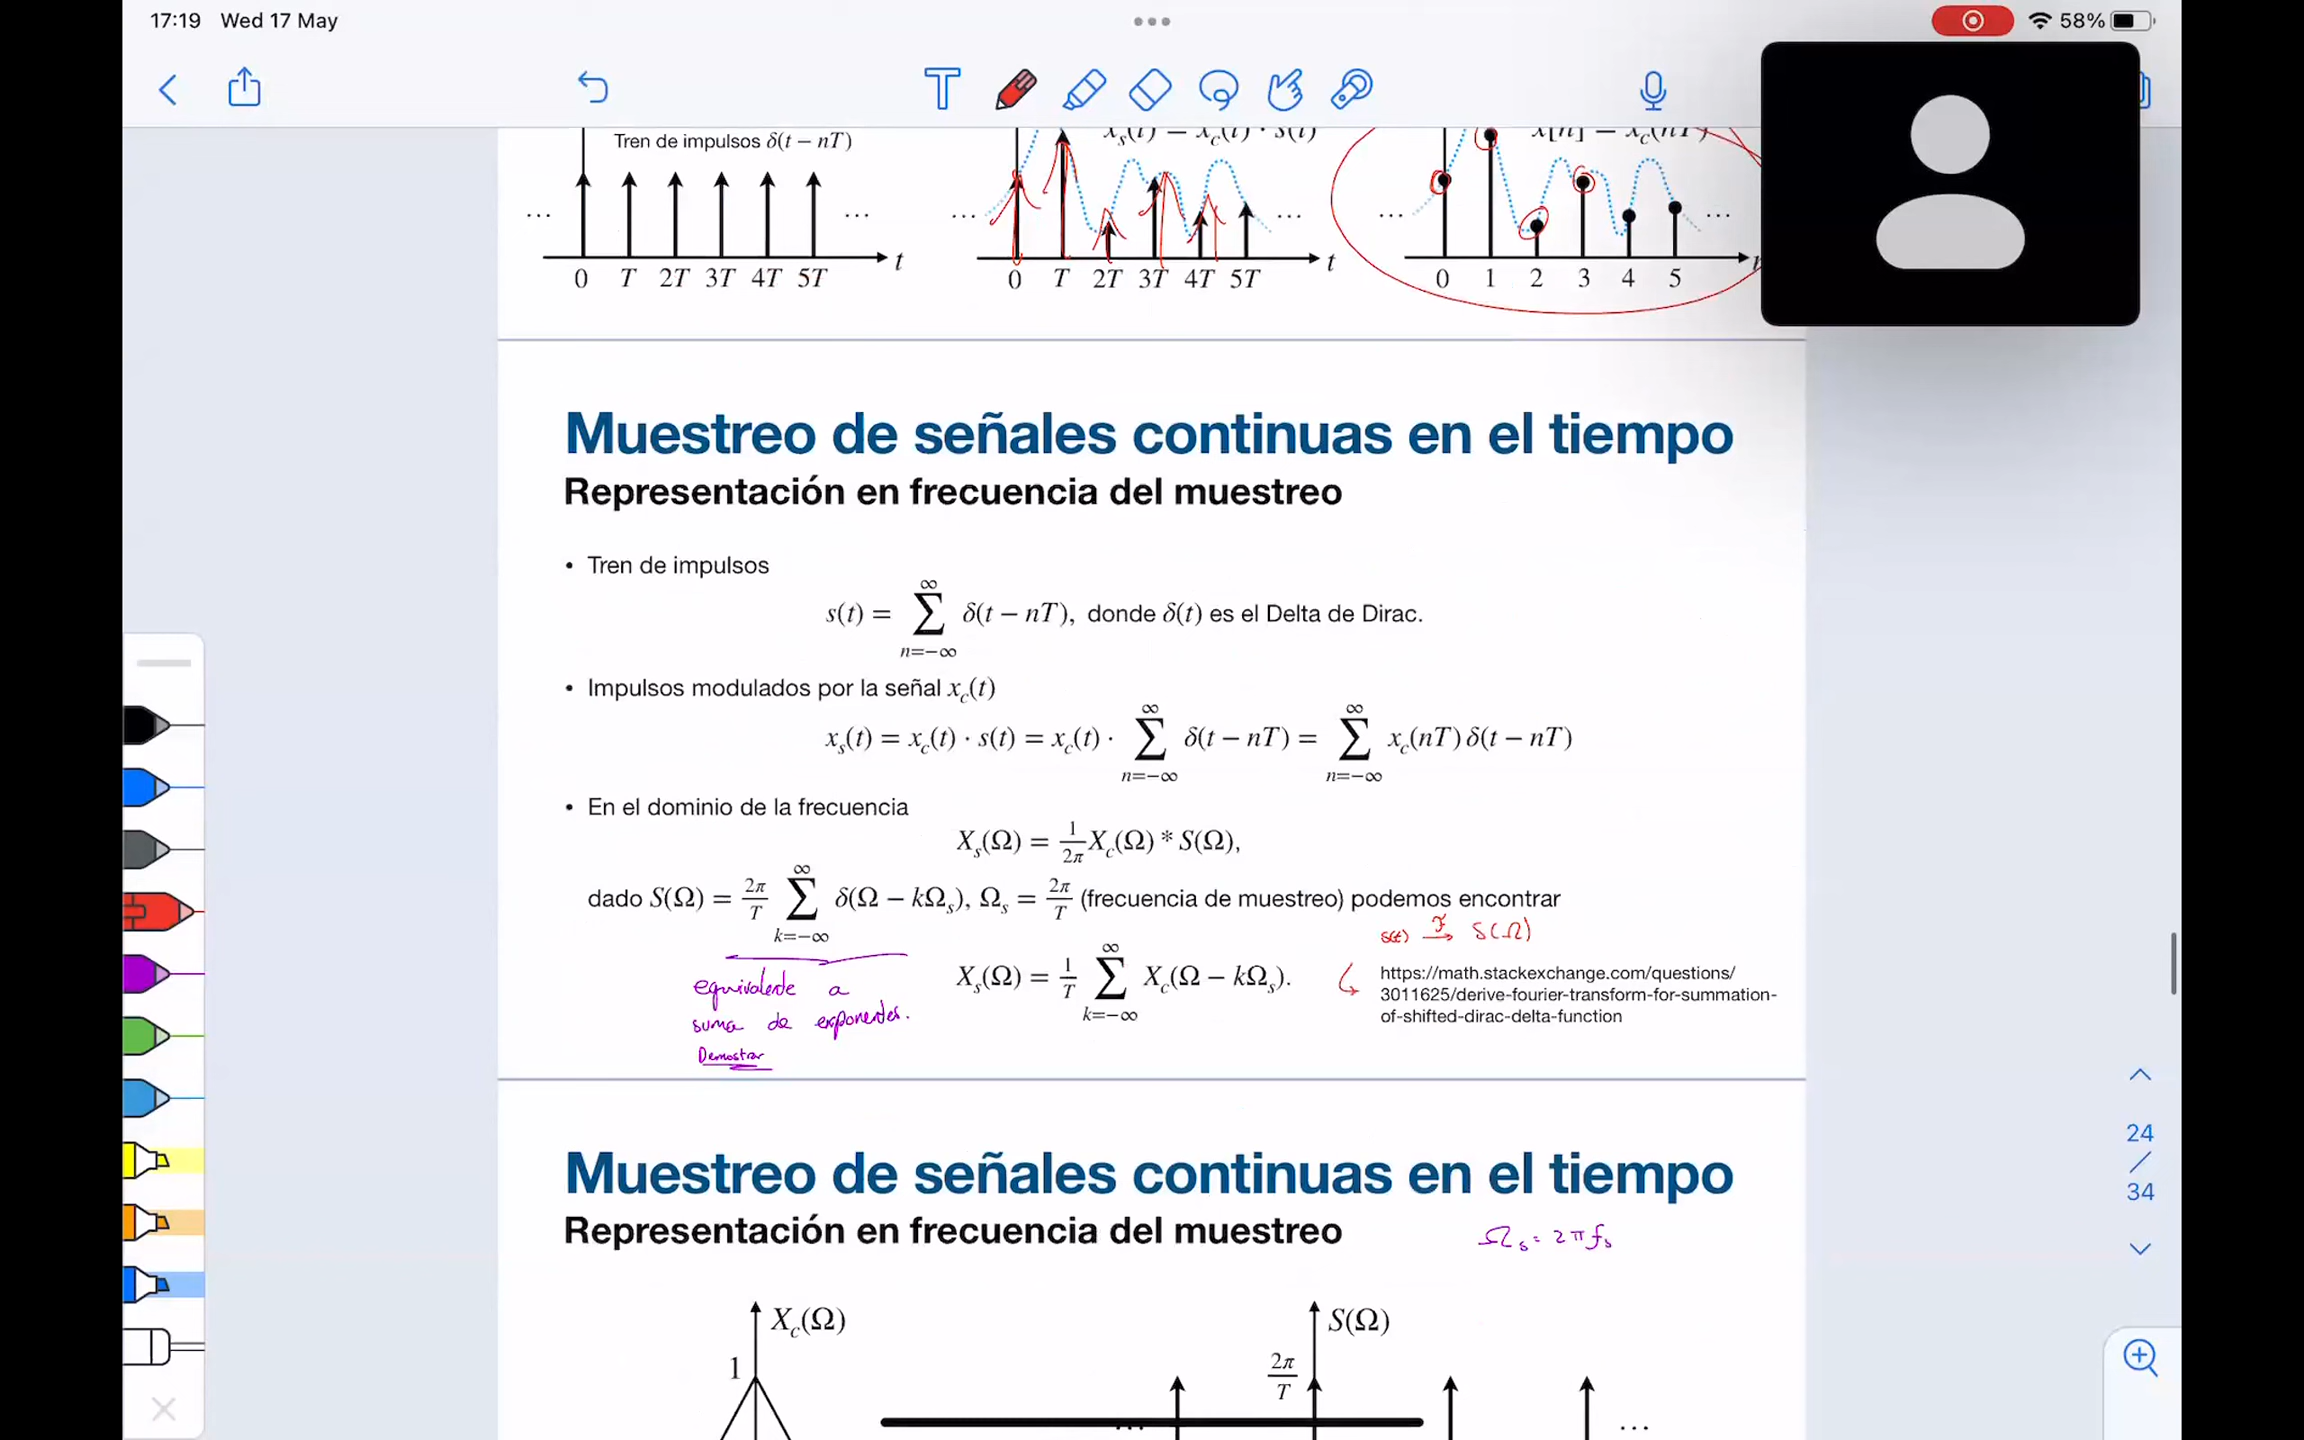 17:19 Wed 17 May
58%
Tren de impulsos δ(t − nT)
x_s(t) = x_c(t) · s(t)
x[n] = x_c(nT)
... ... ... ... ... ...
0 T 2T 3T 4T 5T t
0 T 2T 3T 4T 5T t
0 1 2 3 4 5
Muestreo de señales continuas en el tiempo
Representación en frecuencia del muestreo
• Tren de impulsos
s(t) = ∑_{n=−∞}^{∞} δ(t − nT), donde δ(t) es el Delta de Dirac.
• Impulsos modulados por la señal x_c(t)
x_s(t) = x_c(t) · s(t) = x_c(t) · ∑_{n=−∞}^{∞} δ(t − nT) = ∑_{n=−∞}^{∞} x_c(nT) δ(t − nT)
• En el dominio de la frecuencia
X_s(Ω) = 1/2π X_c(Ω) * S(Ω),
dado S(Ω) = 2π/T ∑_{k=−∞}^{∞} δ(Ω − kΩ_s), Ω_s = 2π/T (frecuencia de muestreo) podemos encontrar
s(t) →ℱ S(Ω)
X_s(Ω) = 1/T ∑_{k=−∞}^{∞} X_c(Ω − kΩ_s).
https://math.stackexchange.com/questions/
3011625/derive-fourier-transform-for-summation-
of-shifted-dirac-delta-function
equivalente a
suma de exponentes.
Demostrar
24
/
34
Muestreo de señales continuas en el tiempo
Representación en frecuencia del muestreo
Ω_s = 2πf_s
X_c(Ω)
1
S(Ω)
2π/T
... ...